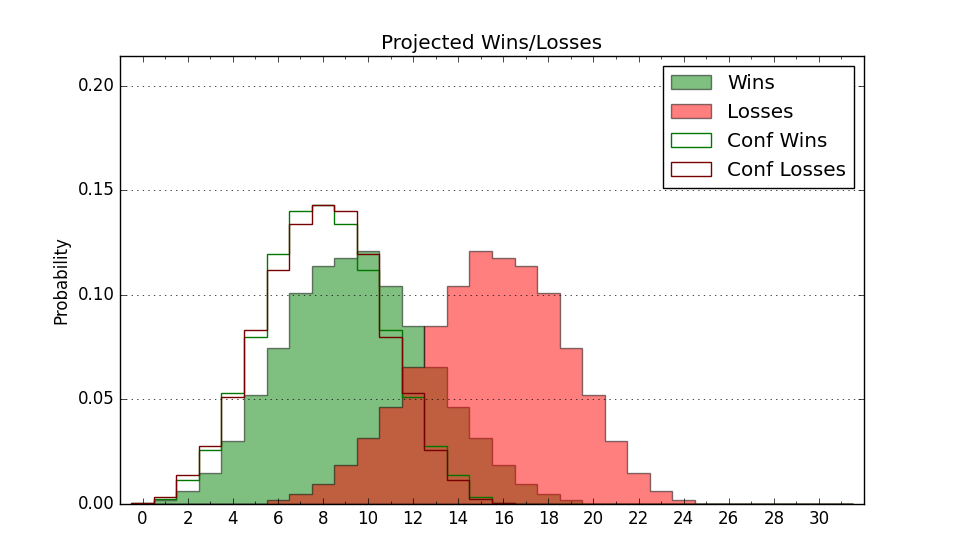 Projected Wins/Losses
Wins
Losses
Conf Wins
Conf Losses
Probability
0.20
0.15
0.10
0.05
0.00
0 2 4 6 8 10 12 14 16 18 20 22 24 26 28 30